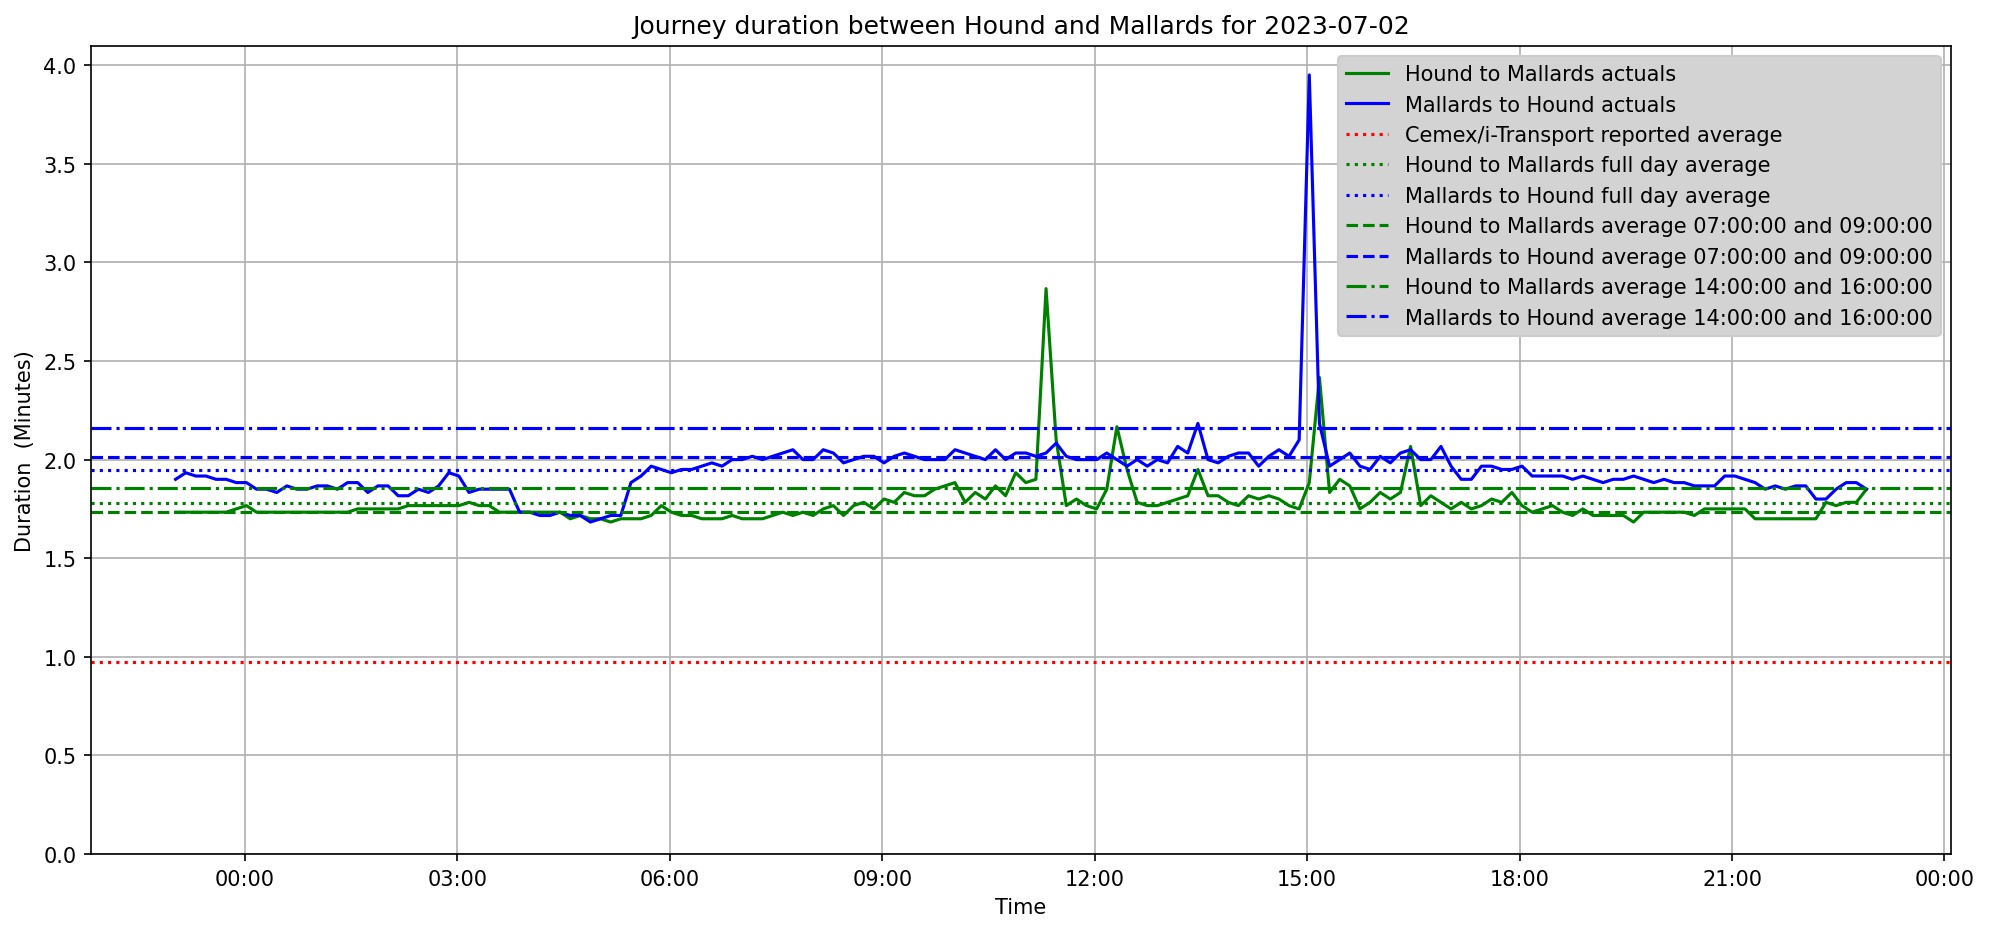 Journey duration between Hound and Mallards for 2023-07-02
4.0
3.5
3.0
2.5
2.0
1.5
1.0
0.5
0.0
Duration  (Minutes)
Hound to Mallards actuals
Mallards to Hound actuals
Cemex/i-Transport reported average
Hound to Mallards full day average
Mallards to Hound full day average
Hound to Mallards average 07:00:00 and 09:00:00
Mallards to Hound average 07:00:00 and 09:00:00
Hound to Mallards average 14:00:00 and 16:00:00
Mallards to Hound average 14:00:00 and 16:00:00
00:00 03:00 06:00 09:00 12:00 15:00 18:00 21:00 00:00
Time